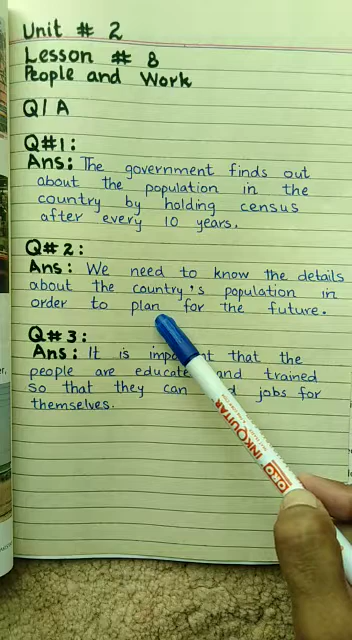 Unit # 2
Lesson # 8
People and Work
Q1A
Q#1:
Ans: The government finds out
about the population in the
country by holding census
after every 10 years.
Q# 2:
Ans: We need to know the details
about the country's population in
order to plan for the future.
Q# 3:
Ans: It is that the
people are and trained
so that they can jobs for
themselves.
ORO INKQUITAR